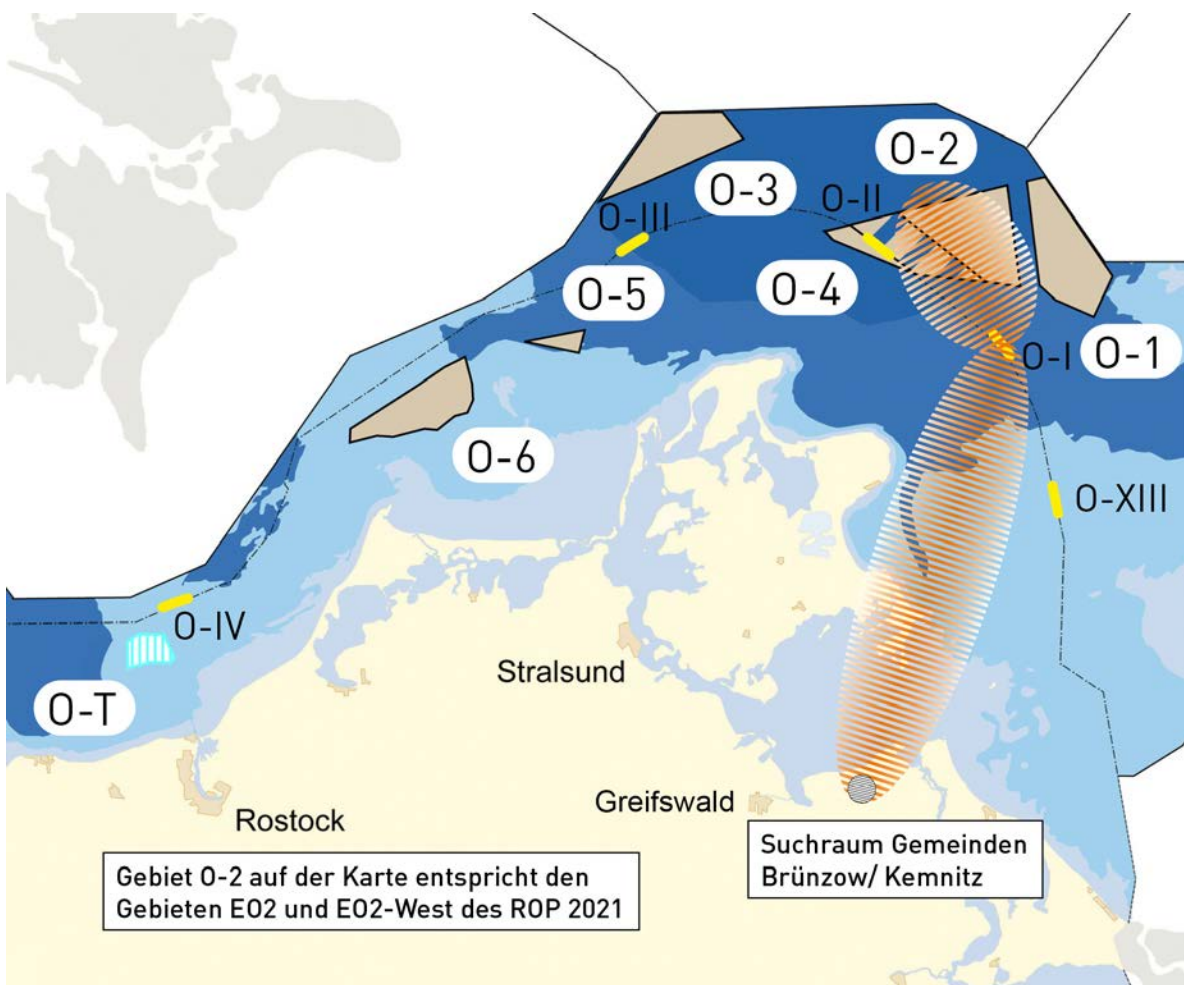 O-2
O-3
O-II
O-III
O-5
O-4
O-I
O-1
O-6
O-XIII
O-IV
Stralsund
O-T
Greifswald
Rostock
Suchraum Gemeinden
Brünzow/ Kemnitz
Gebiet O-2 auf der Karte entspricht den
Gebieten EO2 und EO2-West des ROP 2021